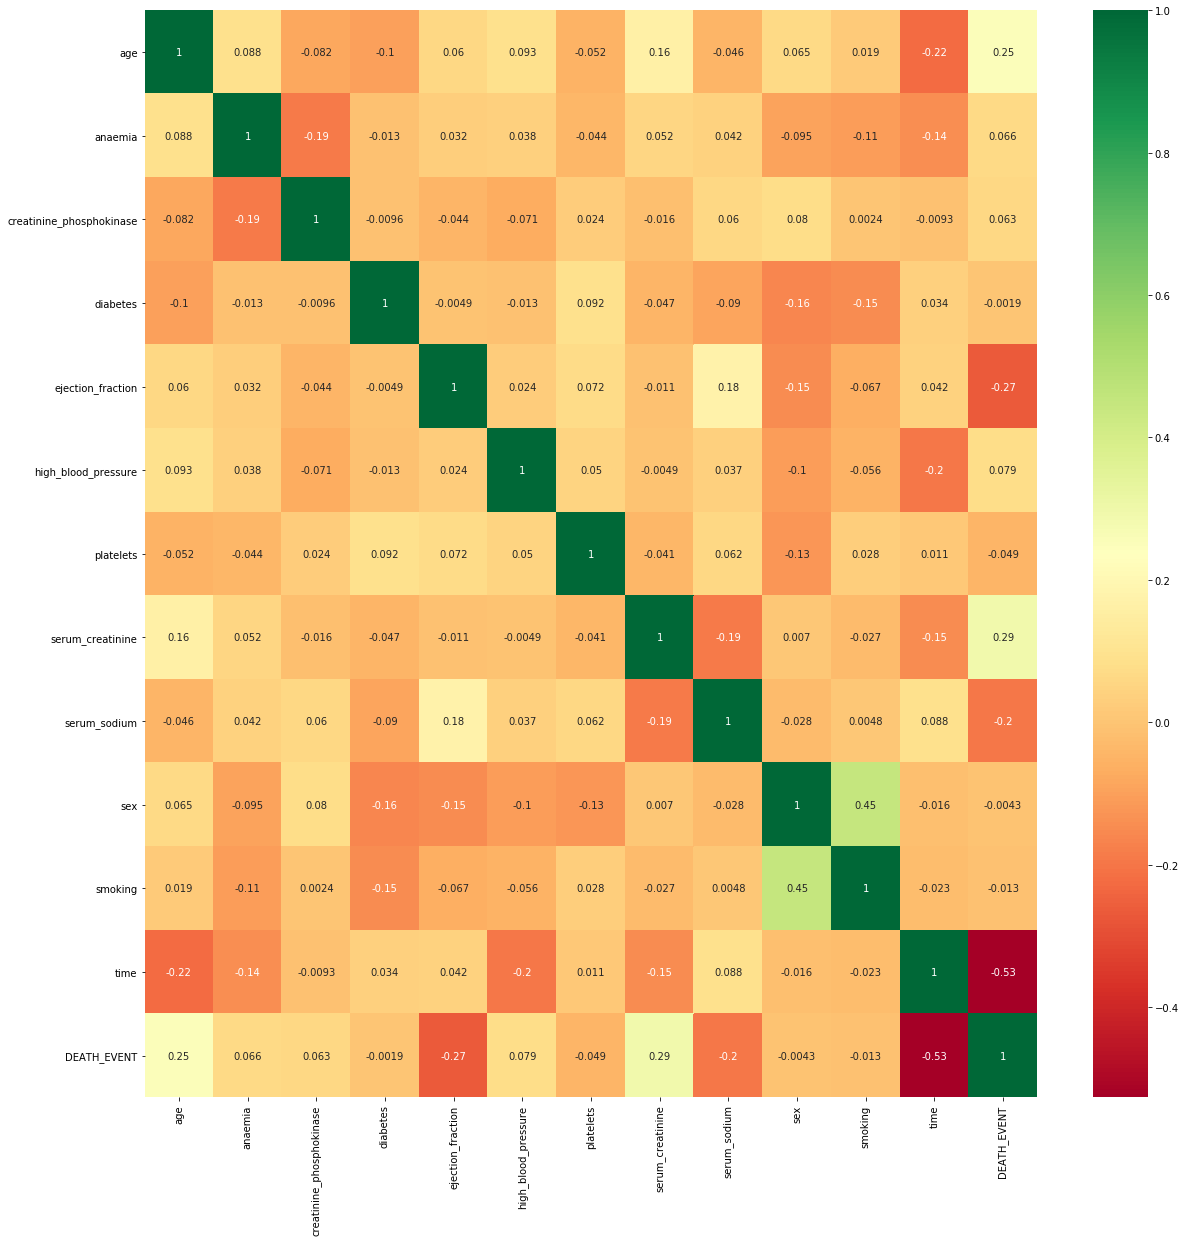 age 1 0.088 -0.082 -0.1 0.06 0.093 -0.052 0.16 -0.046 0.065 0.019 -0.22 0.25
anaemia 0.088 1 -0.19 -0.013 0.032 0.038 -0.044 0.052 0.042 -0.095 -0.11 -0.14 0.066
creatinine_phosphokinase -0.082 -0.19 1 -0.0096 -0.044 -0.071 0.024 -0.016 0.06 0.08 0.0024 -0.0093 0.063
diabetes -0.1 -0.013 -0.0096 1 -0.0049 -0.013 0.092 -0.047 -0.09 -0.16 -0.15 0.034 -0.0019
ejection_fraction 0.06 0.032 -0.044 -0.0049 1 0.024 0.072 -0.011 0.18 -0.15 -0.067 0.042 -0.27
high_blood_pressure 0.093 0.038 -0.071 -0.013 0.024 1 0.05 -0.0049 0.037 -0.1 -0.056 -0.2 0.079
platelets -0.052 -0.044 0.024 0.092 0.072 0.05 1 -0.041 0.062 -0.13 0.028 0.011 -0.049
serum_creatinine 0.16 0.052 -0.016 -0.047 -0.011 -0.0049 -0.041 1 -0.19 0.007 -0.027 -0.15 0.29
serum_sodium -0.046 0.042 0.06 -0.09 0.18 0.037 0.062 -0.19 1 -0.028 0.0048 0.088 -0.2
sex 0.065 -0.095 0.08 -0.16 -0.15 -0.1 -0.13 0.007 -0.028 1 0.45 -0.016 -0.0043
smoking 0.019 -0.11 0.0024 -0.15 -0.067 -0.056 0.028 -0.027 0.0048 0.45 1 -0.023 -0.013
time -0.22 -0.14 -0.0093 0.034 0.042 -0.2 0.011 -0.15 0.088 -0.016 -0.023 1 -0.53
DEATH_EVENT 0.25 0.066 0.063 -0.0019 -0.27 0.079 -0.049 0.29 -0.2 -0.0043 -0.013 -0.53 1
age
anaemia
creatinine_phosphokinase
diabetes
ejection_fraction
high_blood_pressure
platelets
serum_creatinine
serum_sodium
sex
smoking
time
DEATH_EVENT
1.0
0.8
0.6
0.4
0.2
0.0
−0.2
−0.4